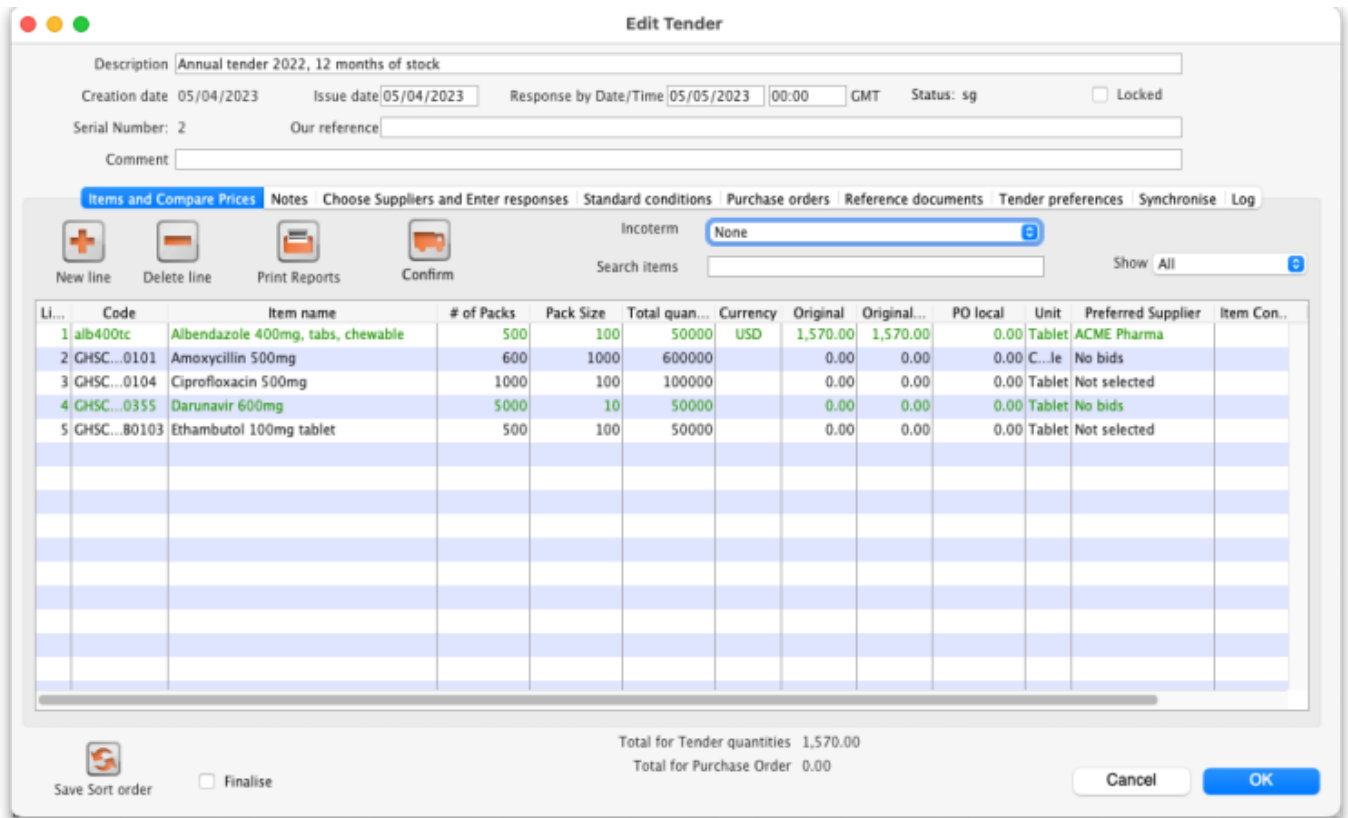 Edit Tender
Description Annual tender 2022, 12 months of stock
Creation date 05/04/2023 Issue date 05/04/2023 Response by Date/Time 05/05/2023 00:00 GMT Status: sg Locked
Serial Number: 2 Our reference
Comment
Items and Compare Prices Notes Choose Suppliers and Enter responses Standard conditions Purchase orders Reference documents Tender preferences Synchronise Log
Incoterm None
Search items Show All
New line Delete line Print Reports Confirm
Li... Code Item name # of Packs Pack Size Total quan... Currency Original Original... PO local Unit Preferred Supplier Item Con..
1 alb400tc Albendazole 400mg, tabs, chewable 500 100 50000 USD 1,570.00 1,570.00 0.00 Tablet ACME Pharma
2 GHSC...0101 Amoxycillin 500mg 600 1000 600000 0.00 0.00 0.00 C...le No bids
3 GHSC...0104 Ciprofloxacin 500mg 1000 100 100000 0.00 0.00 0.00 Tablet Not selected
4 GHSC...0355 Darunavir 600mg 5000 10 50000 0.00 0.00 0.00 Tablet No bids
5 GHSC...80103 Ethambutol 100mg tablet 500 100 50000 0.00 0.00 0.00 Tablet Not selected
Total for Tender quantities 1,570.00
Total for Purchase Order 0.00
Save Sort order Finalise Cancel OK